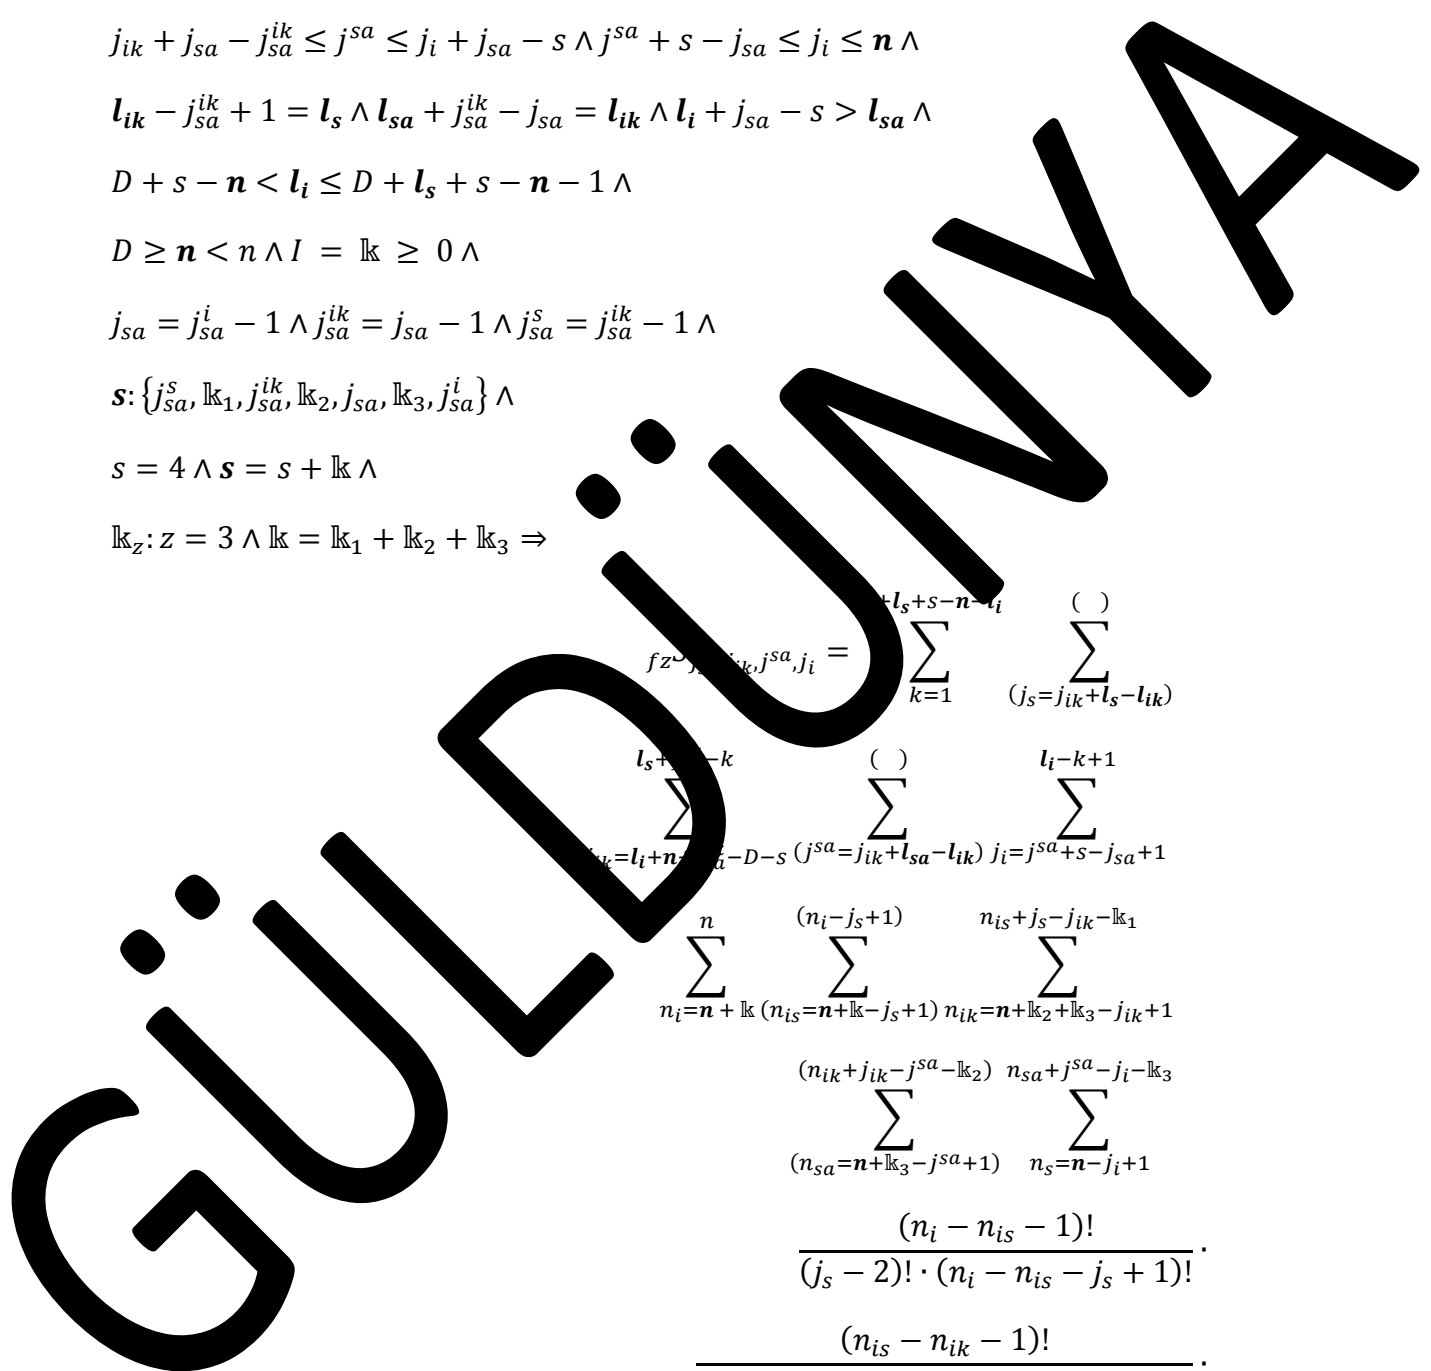 j_{ik} + j_{sa} − j_{sa}^{ik} ≤ j^{sa} ≤ j_i + j_{sa} − s ∧ j^{sa} + s − j_{sa} ≤ j_i ≤ n ∧
l_{ik} − j_{sa}^{ik} + 1 = l_s ∧ l_{sa} + j_{sa}^{ik} − j_{sa} = l_{ik} ∧ l_i + j_{sa} − s > l_{sa} ∧
D + s − n < l_i ≤ D + l_s + s − n − 1 ∧
D ≥ n < n ∧ I = 𝕜 ≥ 0 ∧
j_{sa} = j_{sa}^{i} − 1 ∧ j_{sa}^{ik} = j_{sa} − 1 ∧ j_{sa}^{s} = j_{sa}^{ik} − 1 ∧
s: {j_{sa}^{s}, 𝕜_1, j_{sa}^{ik}, 𝕜_2, j_{sa}, 𝕜_3, j_{sa}^{i}} ∧
s = 4 ∧ s = s + 𝕜 ∧
𝕜_z: z = 3 ∧ 𝕜 = 𝕜_1 + 𝕜_2 + 𝕜_3 ⇒
+l_s+s−n−l_i ( )
fz ik, j^{sa}, j_i = ∑ ∑
k=1 (j_s=j_{ik}+l_s−l_{ik})
l_s+ −k ( ) l_i−k+1
∑ ∑ ∑
=l_i+n −D−s (j^{sa}=j_{ik}+l_{sa}−l_{ik}) j_i=j^{sa}+s−j_{sa}+1
n (n_i−j_s+1) n_{is}+j_s−j_{ik}−𝕜_1
∑ ∑ ∑
n_i=n+𝕜 (n_{is}=n+𝕜−j_s+1) n_{ik}=n+𝕜_2+𝕜_3−j_{ik}+1
(n_{ik}+j_{ik}−j^{sa}−𝕜_2) n_{sa}+j^{sa}−j_i−𝕜_3
∑ ∑
(n_{sa}=n+𝕜_3−j^{sa}+1) n_s=n−j_i+1
(n_i − n_{is} − 1)!
(j_s − 2)! · (n_i − n_{is} − j_s + 1)! ·
(n_{is} − n_{ik} − 1)!
·
GÜLDÜNYA